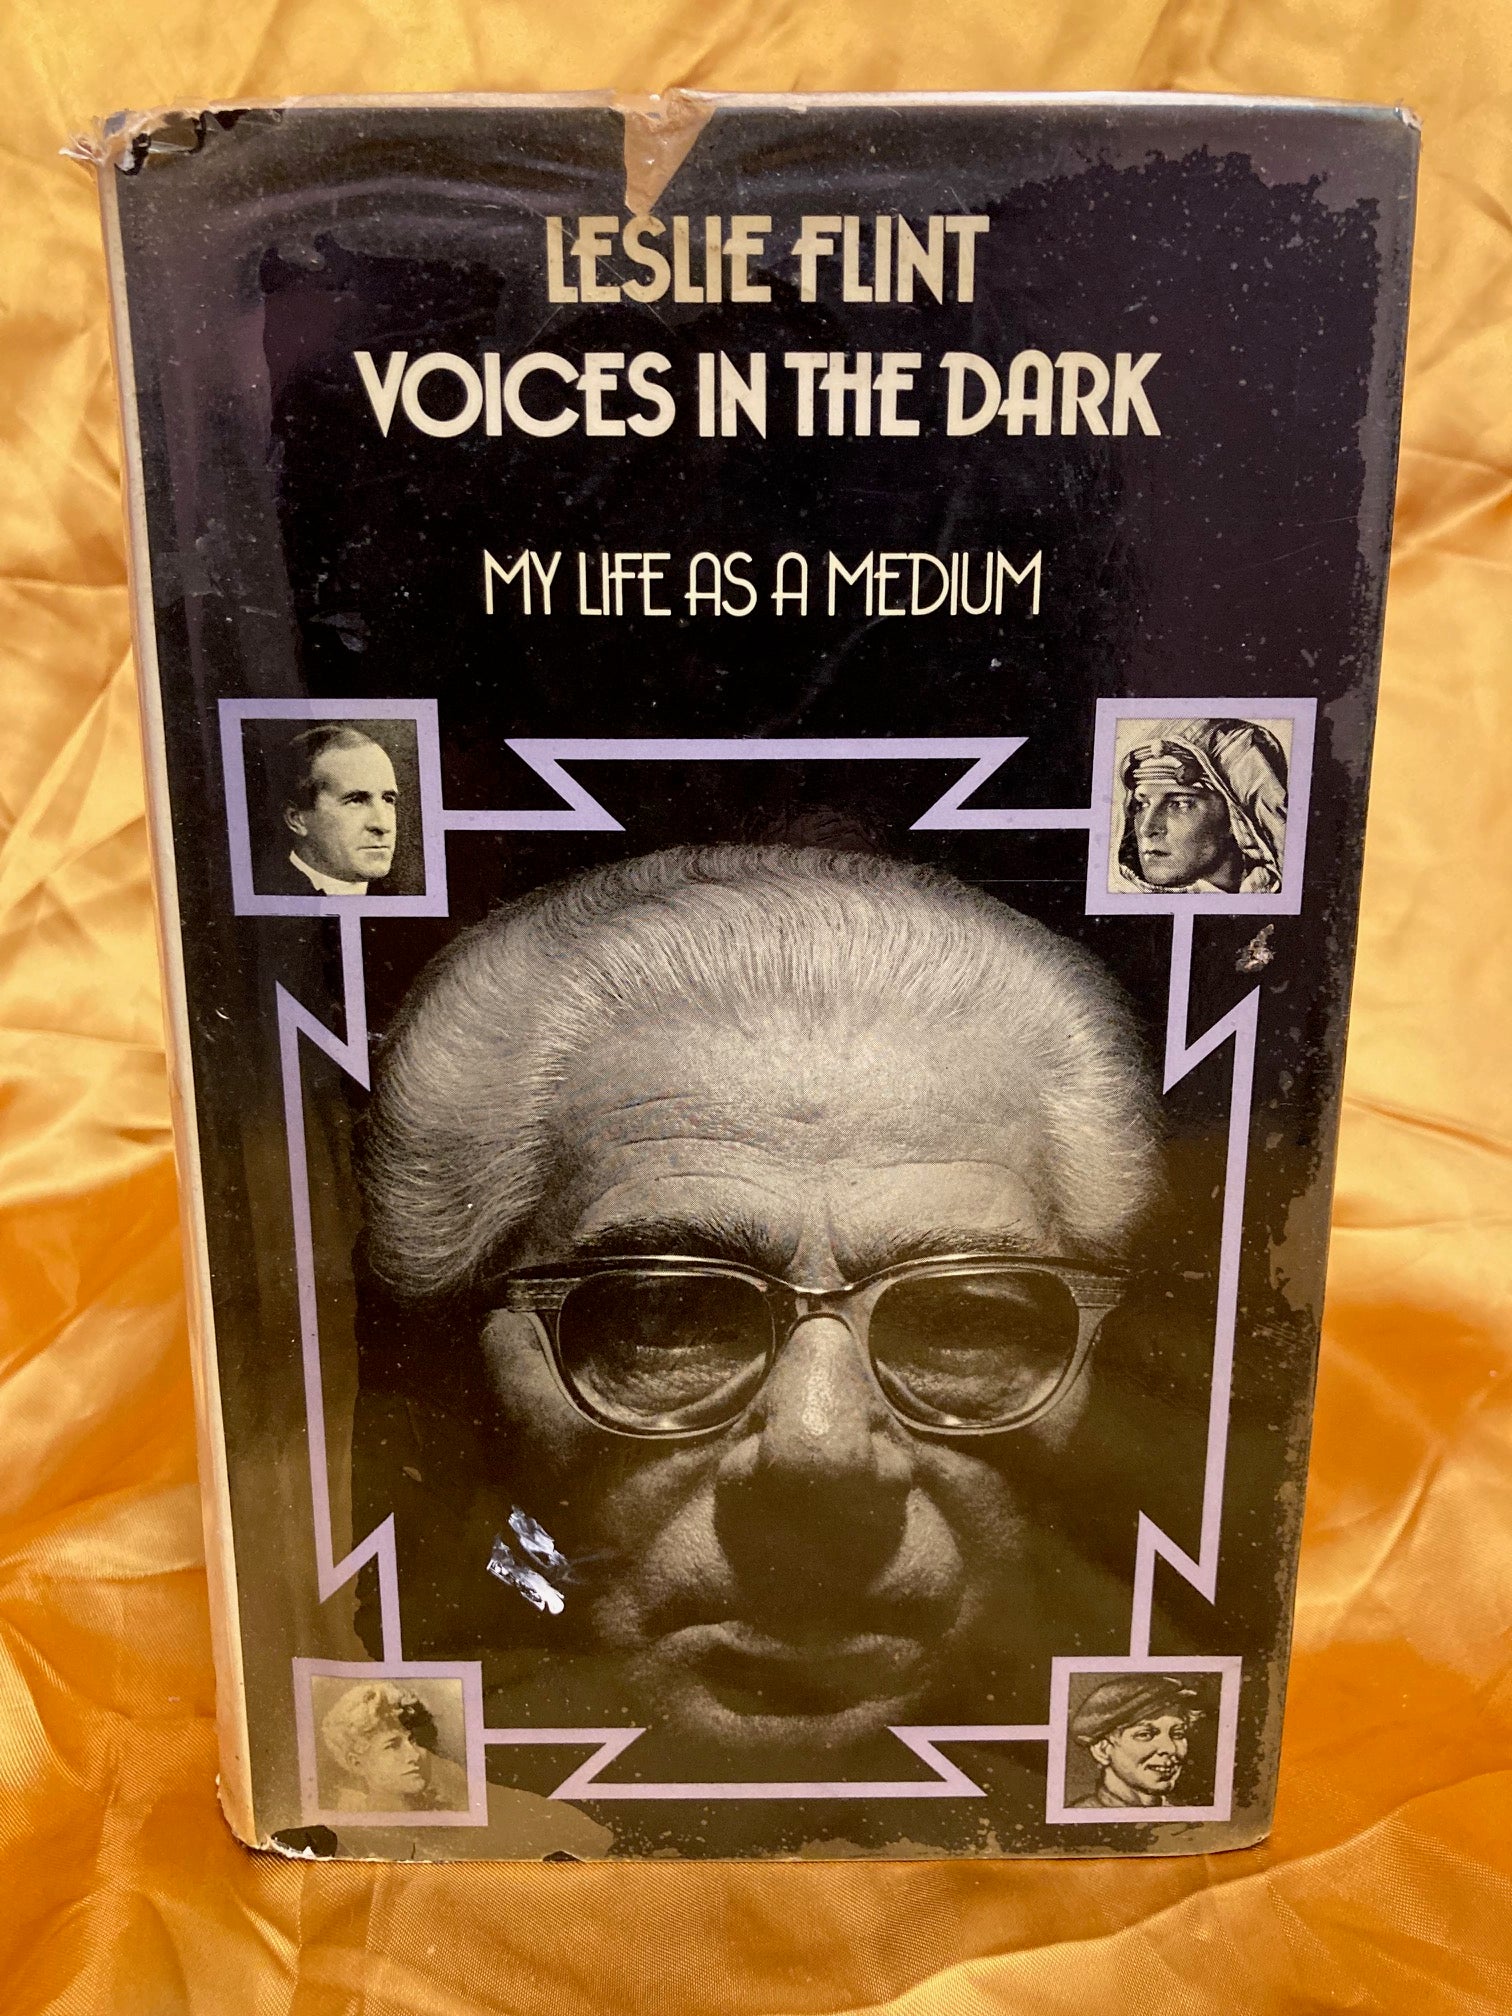 LESLIE FLINT
VOICES IN THE DARK
MY LIFE AS A MEDIUM